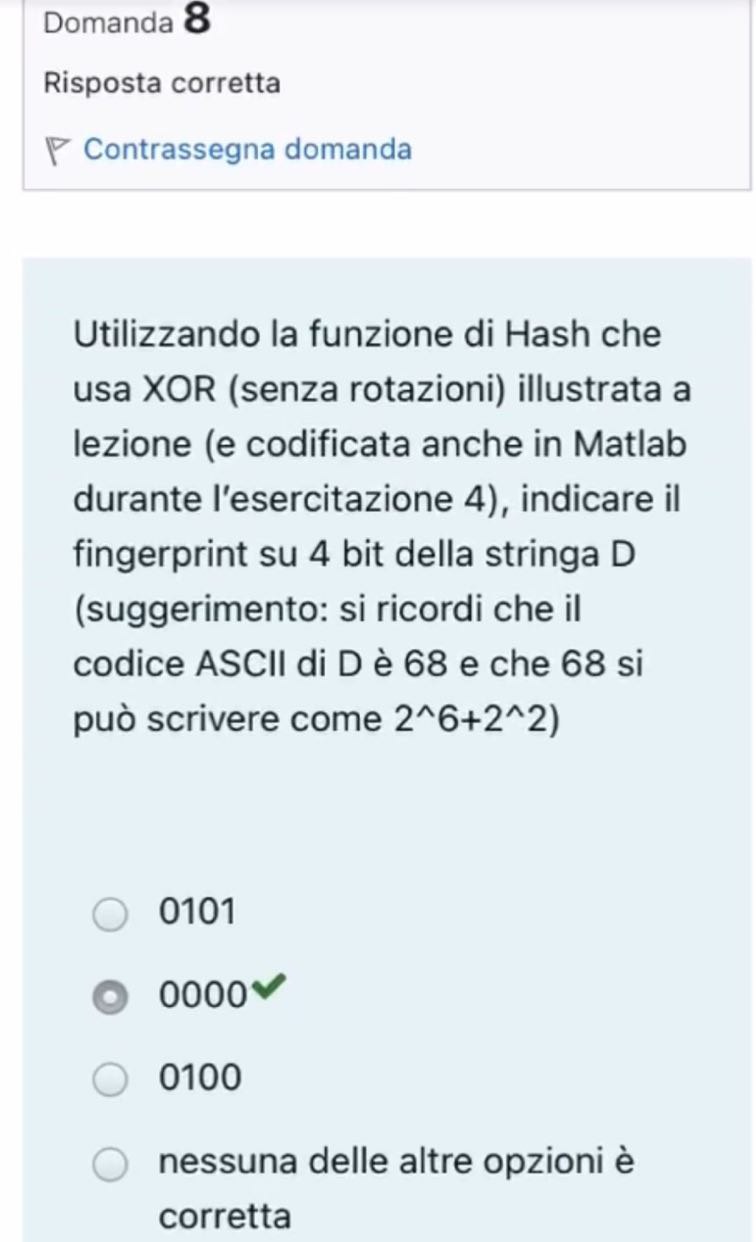 Domanda 8
Risposta corretta
Contrassegna domanda
Utilizzando la funzione di Hash che
usa XOR (senza rotazioni) illustrata a
lezione (e codificata anche in Matlab
durante l'esercitazione 4), indicare il
fingerprint su 4 bit della stringa D
(suggerimento: si ricordi che il
codice ASCII di D è 68 e che 68 si
può scrivere come 2^6+2^2)
0101
0000
0100
nessuna delle altre opzioni è
corretta